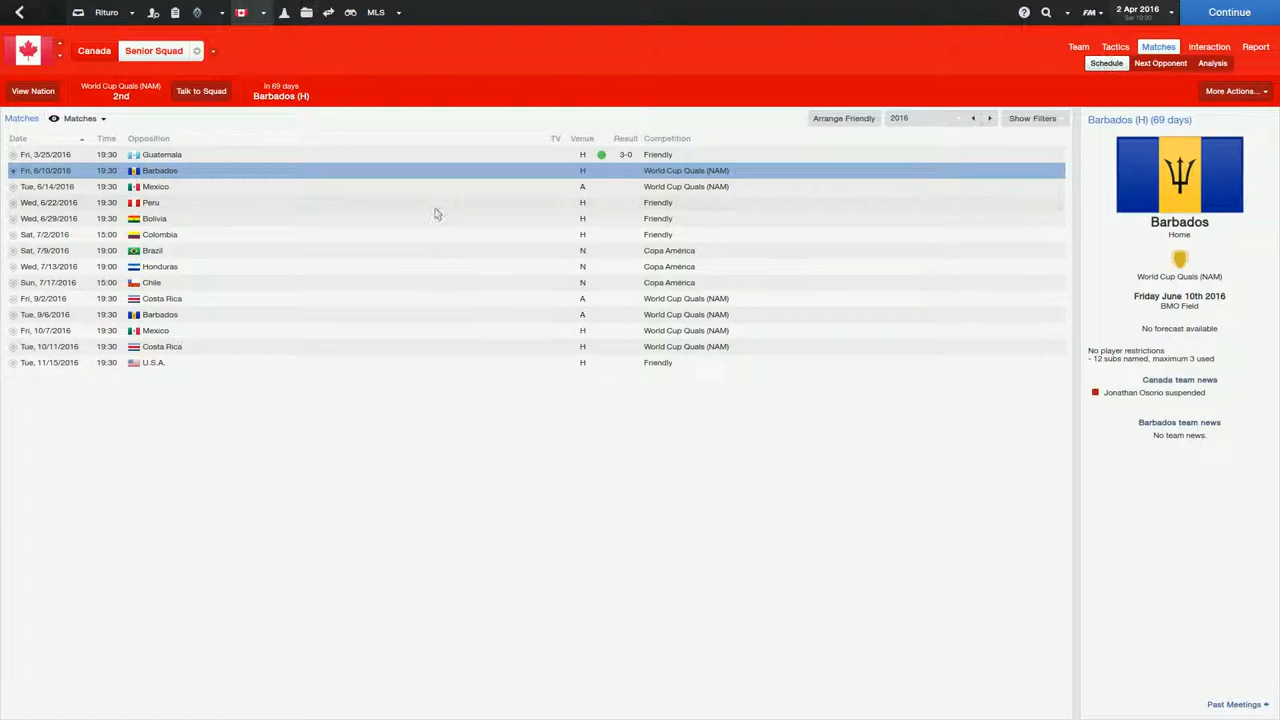 Rituro MLS FM 2 Apr 2016 Continue
Sat 19:90
Canada Senior Squad Team Tactics Matches Interaction Report
Schedule Next Opponent Analysis
View Nation World Cup Quals (NAM) Talk to Squad In 69 days More Actions...
2nd Barbados (H)
Matches Matches Arrange Friendly 2016 Show Filters
Date Time Opposition TV Venue Result Competition
Fri, 3/25/2016 19:30 Guatemala H 3-0 Friendly
Fri, 6/10/2016 19:30 Barbados H World Cup Quals (NAM)
Tue, 6/14/2016 19:30 Mexico A World Cup Quals (NAM)
Wed, 6/22/2016 19:30 Peru H Friendly
Wed, 6/29/2016 19:30 Bolivia H Friendly
Sat, 7/2/2016 15:00 Colombia H Friendly
Sat, 7/9/2016 19:00 Brazil N Copa América
Wed, 7/13/2016 19:00 Honduras N Copa América
Sun, 7/17/2016 15:00 Chile N Copa América
Fri, 9/2/2016 19:30 Costa Rica A World Cup Quals (NAM)
Tue, 9/6/2016 19:30 Barbados A World Cup Quals (NAM)
Fri, 10/7/2016 19:30 Mexico H World Cup Quals (NAM)
Tue, 10/11/2016 19:30 Costa Rica H World Cup Quals (NAM)
Tue, 11/15/2016 19:30 U.S.A. H Friendly
Barbados (H) (69 days)
Barbados
Home
World Cup Quals (NAM)
Friday June 10th 2016
BMO Field
No forecast available
No player restrictions
- 12 subs named, maximum 3 used
Canada team news
Jonathan Osorio suspended
Barbados team news
No team news.
Past Meetings